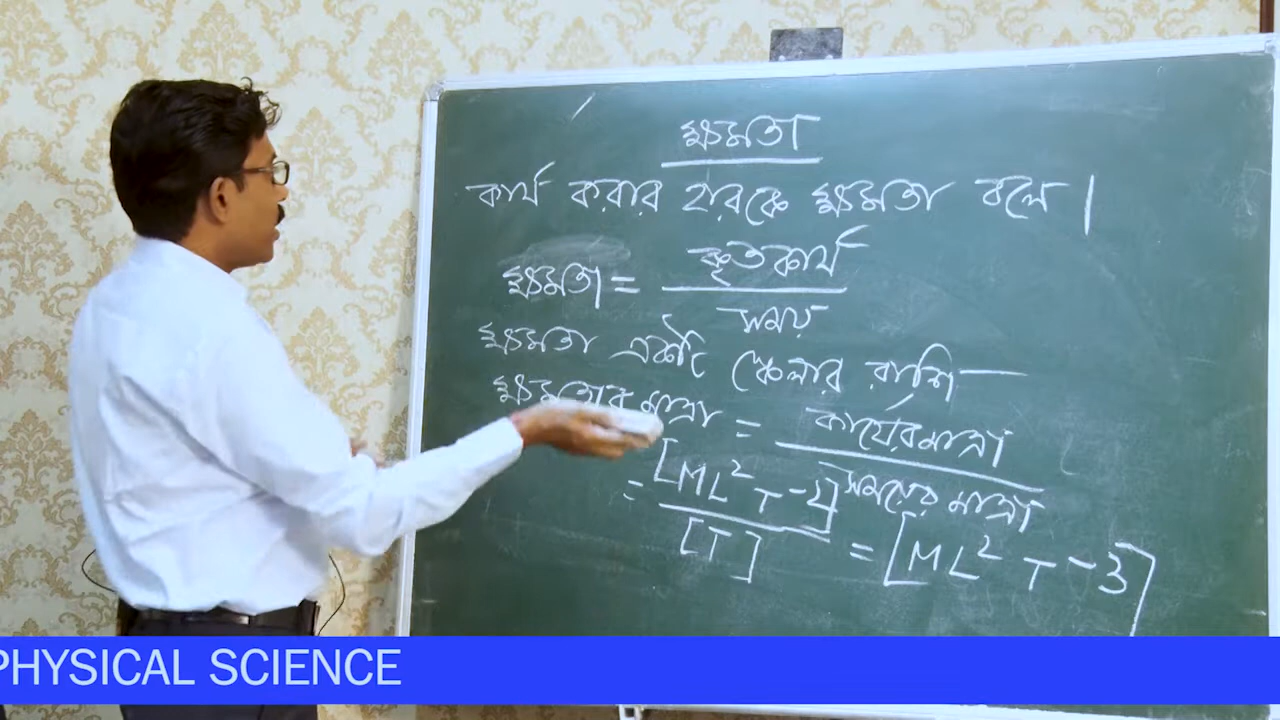 ক্ষমতা
কার্য করার হারকে ক্ষমতা বলে।
ক্ষমতা = কৃতকার্য
সময়
ক্ষমতা একটি স্কেলার রাশি —
ক্ষমতার মাত্রা = কার্যের মাত্রা
সময়ের মাত্রা
= [ML² T⁻²]
[T]
= [ML² T⁻³]
PHYSICAL SCIENCE